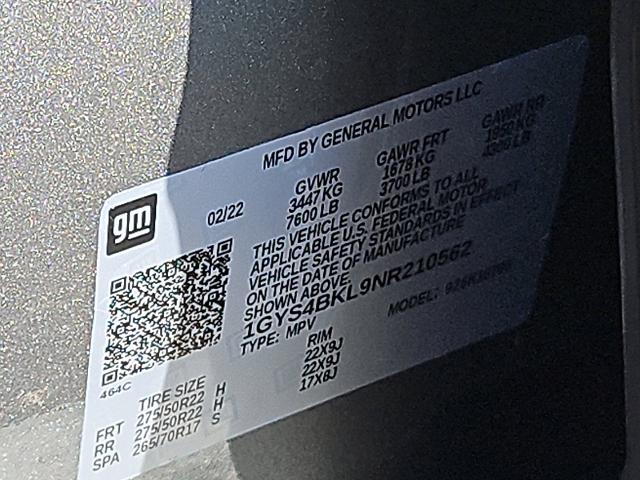 MFD BY GENERAL MOTORS LLC
gm
02/22
GVWR GAWR FRT GAWR RR
3447 KG 1678 KG 1950 KG
7600 LB 3700 LB 4300 LB
THIS VEHICLE CONFORMS TO ALL
APPLICABLE U.S. FEDERAL MOTOR
VEHICLE SAFETY STANDARDS IN EFFECT
ON THE DATE OF MANUFACTURE
SHOWN ABOVE.
1GYS4BKL9NR210562
TYPE: MPV MODEL:
464C
TIRE SIZE RIM
FRT 275/50R22 H 22X9J
RR 275/50R22 H 22X9J
SPA 265/70R17 S 17X8J